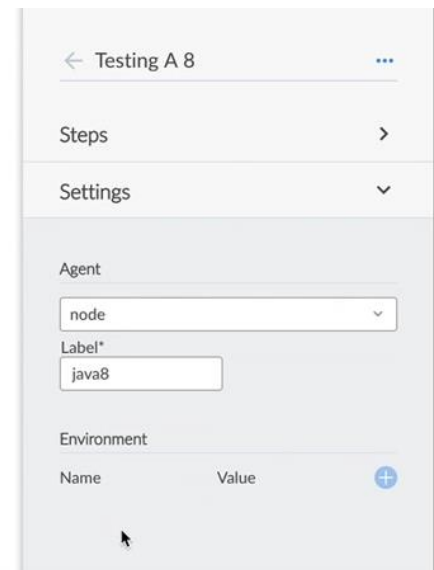 Testing A 8
Steps
Settings
Agent
node
Label*
java8
Environment
Name Value